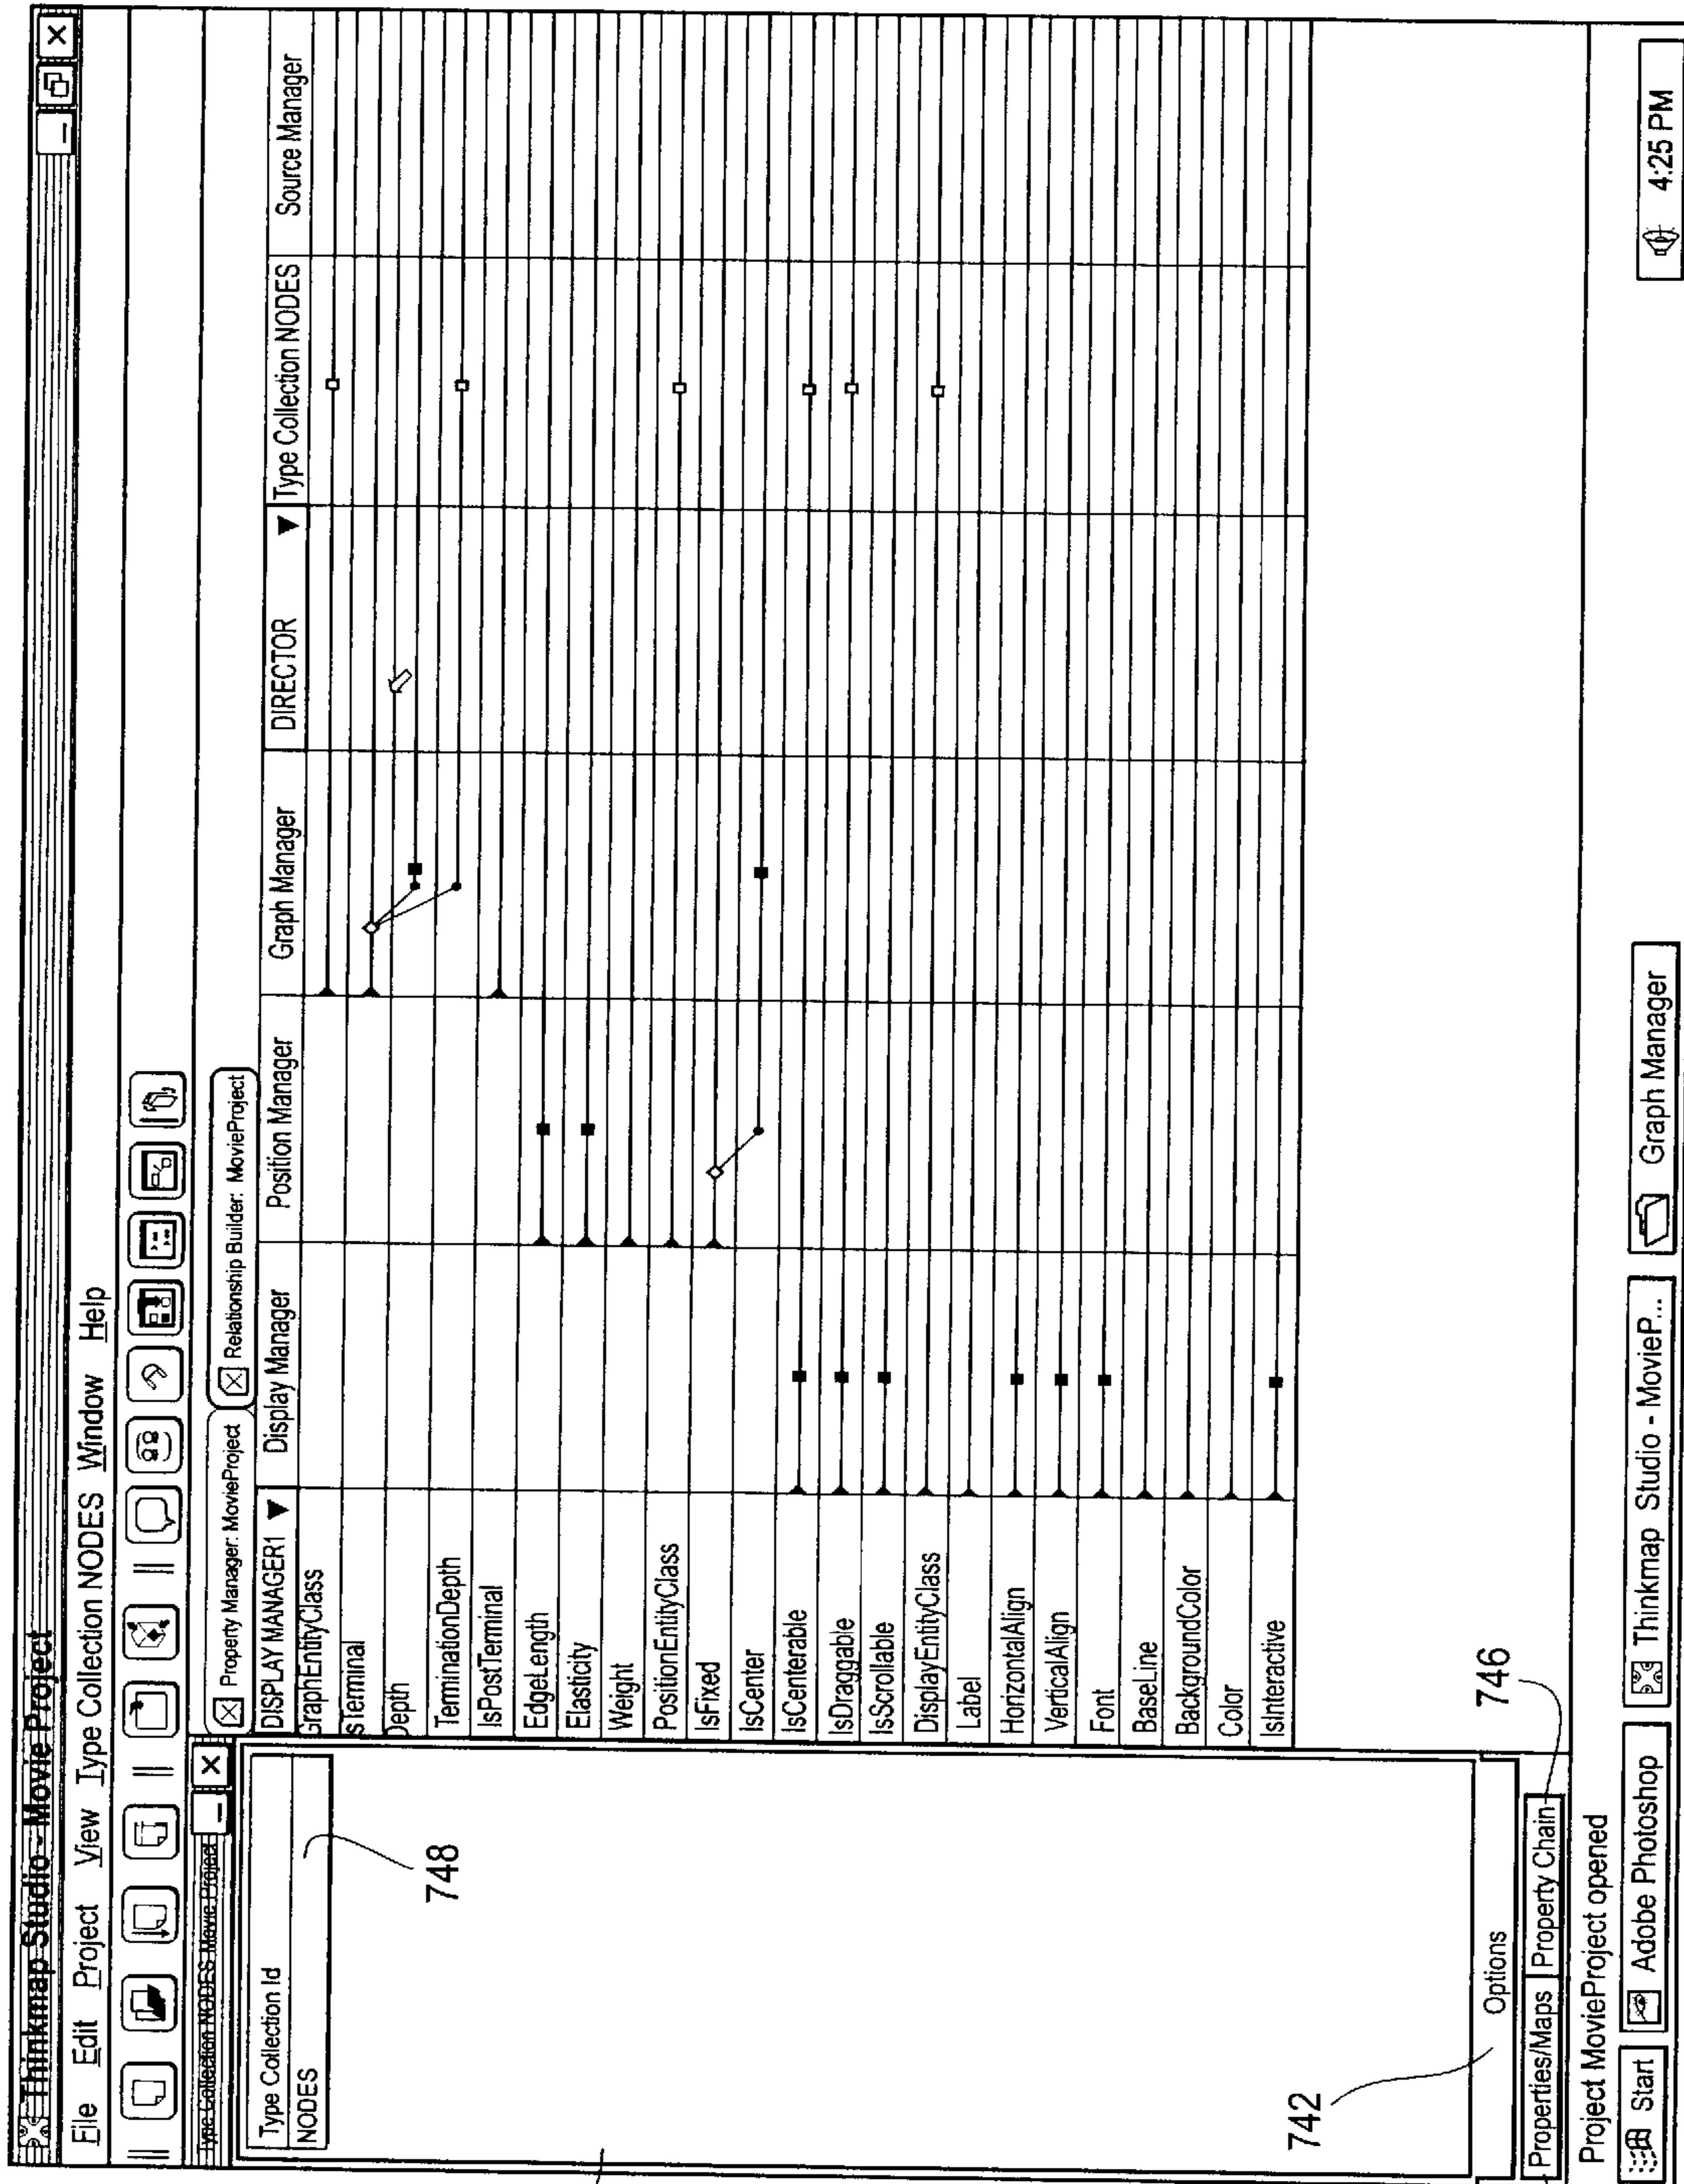 Thinkmap Studio - Movie Project
File Edit Project View Type Collection NODES Window Help
Type Collection NODES Movie Project
Property Manager: MovieProject
Relationship Builder: MovieProject
Type Collection Id
NODES
748
DISPLAY MANAGER1
Display Manager
Position Manager
Graph Manager
DIRECTOR
Type Collection NODES
Source Manager
GraphEntityClass
sTerminal
Depth
TerminationDepth
IsPostTerminal
EdgeLength
Elasticity
Weight
PositionEntityClass
IsFixed
IsCenter
IsCenterable
IsDraggable
IsScrollable
DisplayEntityClass
Label
HorizontalAlign
VerticalAlign
Font
BaseLine
BackgroundColor
Color
IsInteractive
742
Options
746
Properties/Maps
Property Chain
Project MovieProject opened
Start
Adobe Photoshop
Thinkmap Studio - MovieP...
Graph Manager
4:25 PM